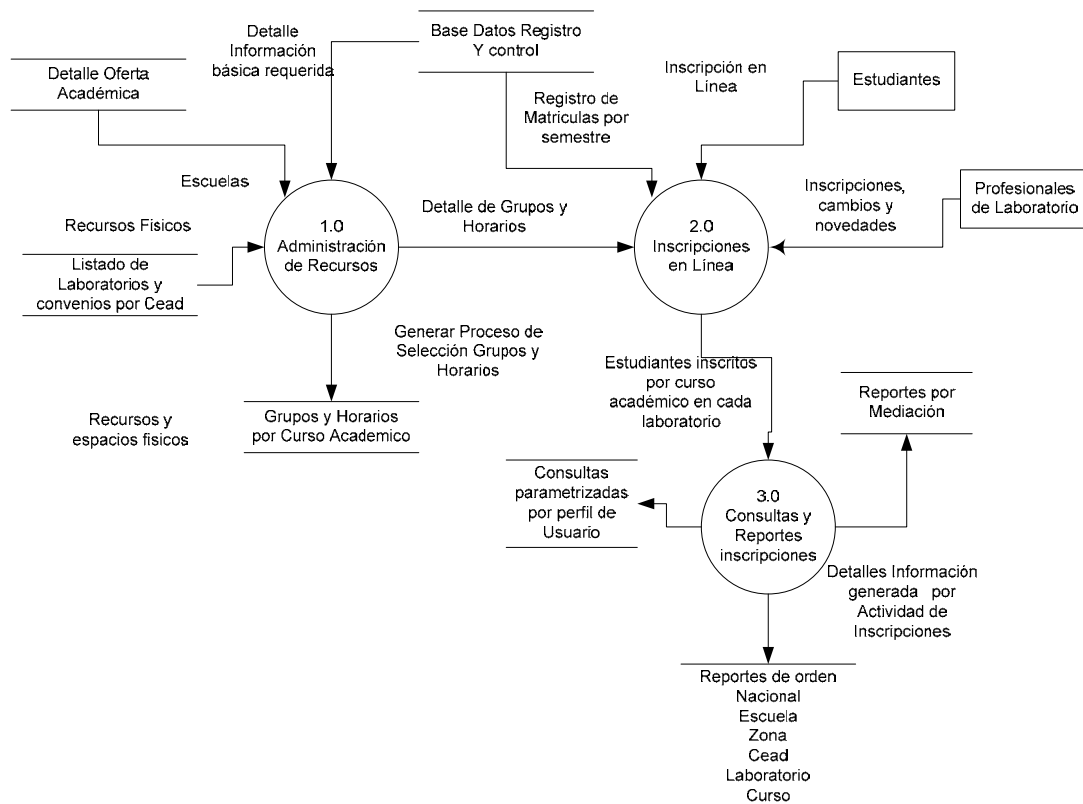 Detalle
Información
básica requerida
Base Datos Registro
Y control
Detalle Oferta
Académica
Inscripción en
Línea
Estudiantes
Registro de
Matriculas por
semestre
Escuelas
Inscripciones,
cambios y
novedades
Profesionales
de Laboratorio
Recursos Físicos
1.0
Administración
de Recursos
Detalle de Grupos y
Horarios
2.0
Inscripciones
en Línea
Listado de
Laboratorios y
convenios por Cead
Generar Proceso de
Selección Grupos y
Horarios
Estudiantes inscritos
por curso
académico en cada
laboratorio
Reportes por
Mediación
Recursos y
espacios fisicos
Grupos y Horarios
por Curso Academico
Consultas
parametrizadas
por perfil de
Usuario
3.0
Consultas y
Reportes
inscripciones
Detalles Información
generada por
Actividad de
Inscripciones
Reportes de orden
Nacional
Escuela
Zona
Cead
Laboratorio
Curso